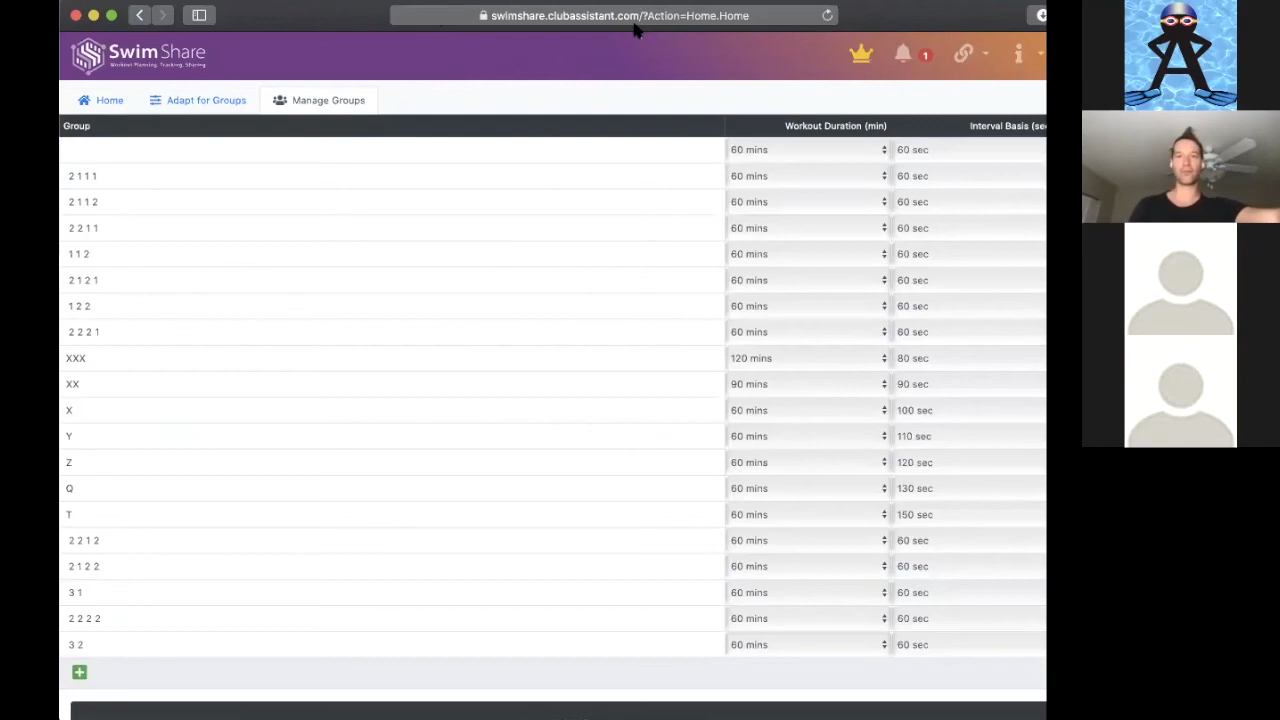 swimshare.clubassistant.com/?Action=Home.Home
SwimShare
Workout Planning. Tracking. Sharing.
1
Home
Adapt for Groups
Manage Groups
Group Workout Duration (min) Interval Basis (sec
60 mins 60 sec
2 1 1 1 60 mins 60 sec
2 1 1 2 60 mins 60 sec
2 2 1 1 60 mins 60 sec
1 1 2 60 mins 60 sec
2 1 2 1 60 mins 60 sec
1 2 2 60 mins 60 sec
2 2 2 1 60 mins 60 sec
XXX 120 mins 80 sec
XX 90 mins 90 sec
X 60 mins 100 sec
Y 60 mins 110 sec
Z 60 mins 120 sec
Q 60 mins 130 sec
T 60 mins 150 sec
2 2 1 2 60 mins 60 sec
2 1 2 2 60 mins 60 sec
3 1 60 mins 60 sec
2 2 2 2 60 mins 60 sec
3 2 60 mins 60 sec